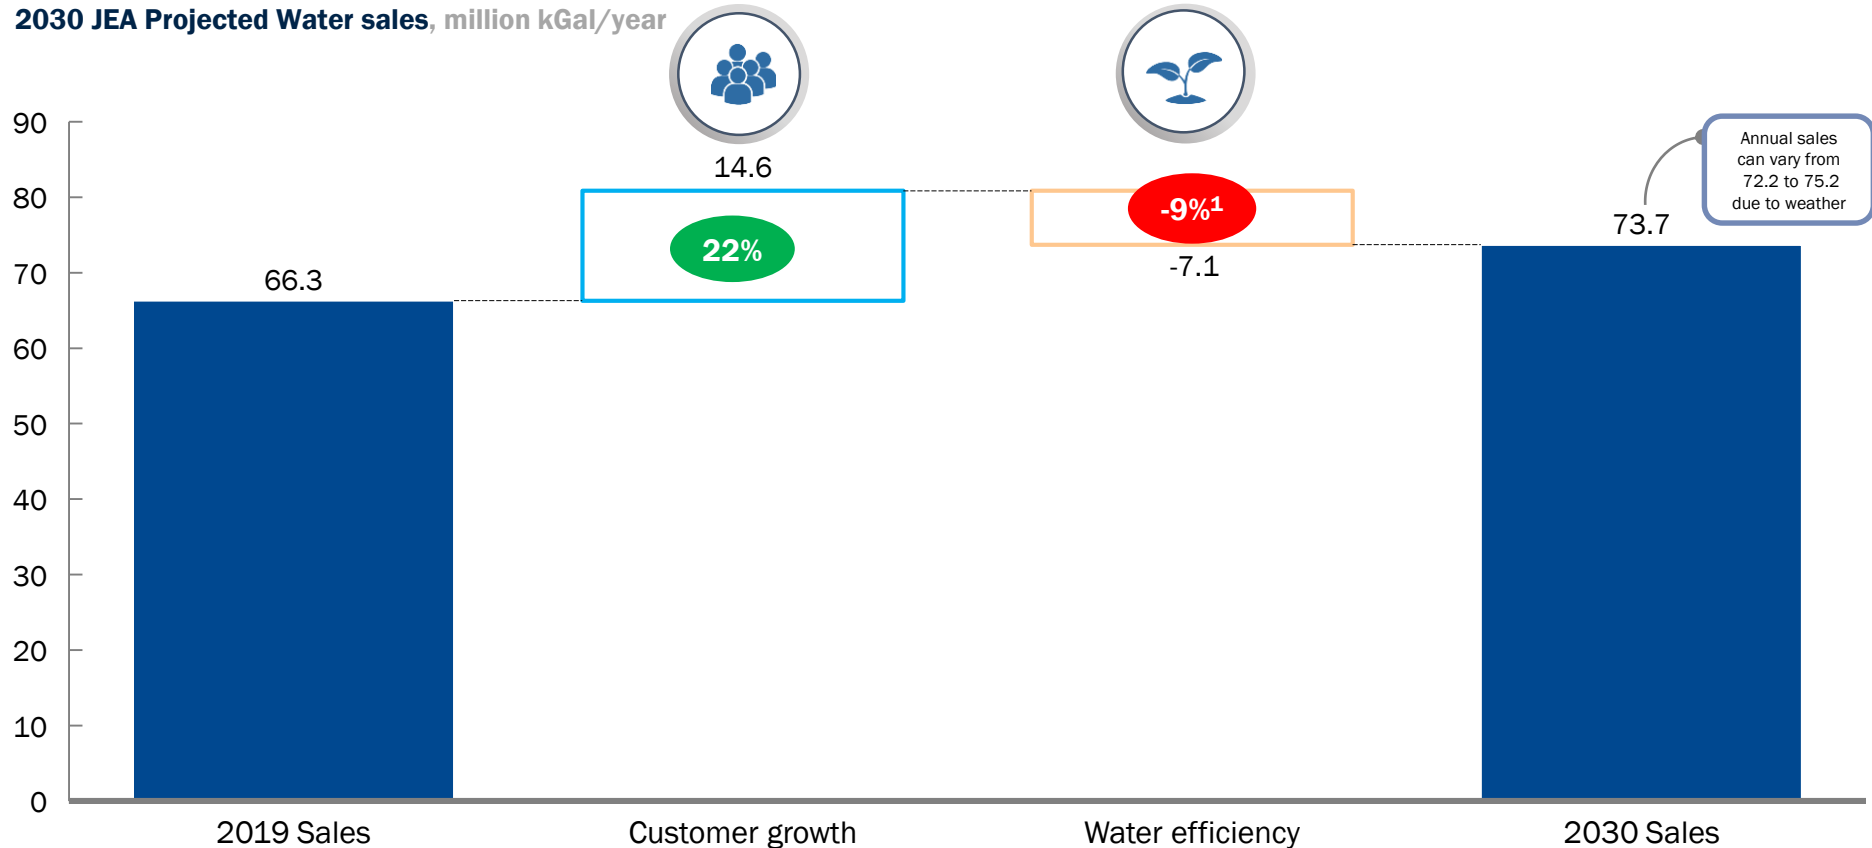 2030 JEA Projected Water sales, million kGal/year
90
80
70
60
50
40
30
20
10
0
66.3
14.6
22%
-9%¹
-7.1
73.7
Annual sales
can vary from
72.2 to 75.2
due to weather
2019 Sales
Customer growth
Water efficiency
2030 Sales